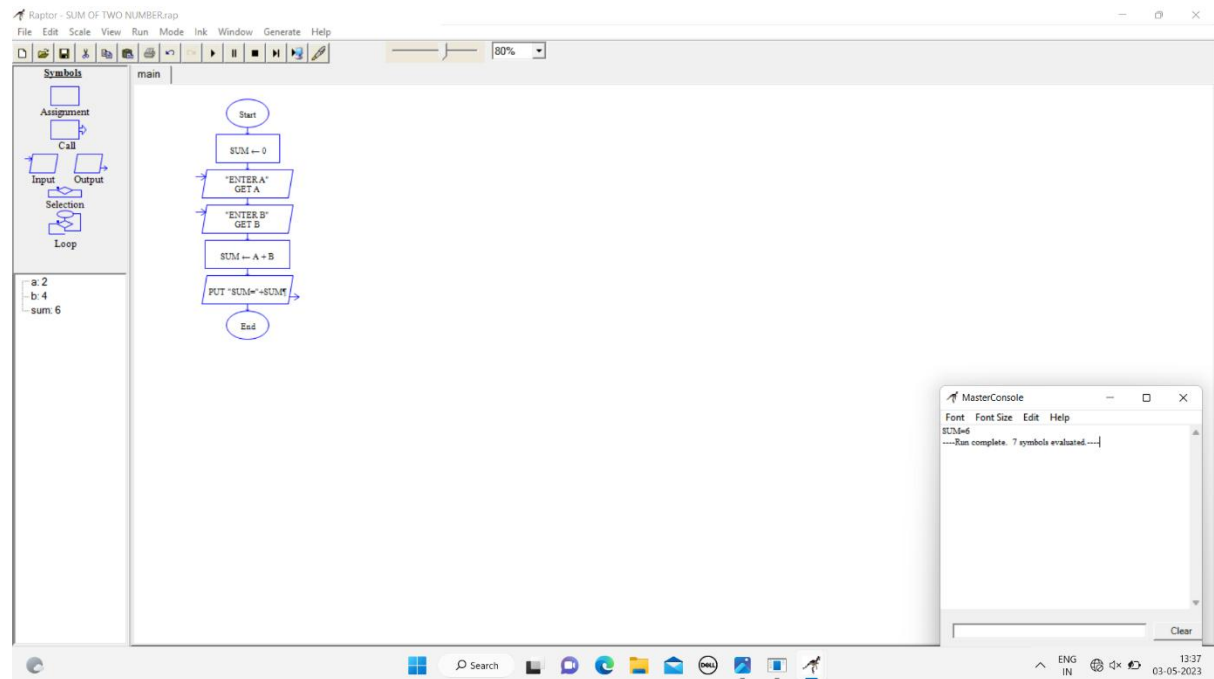 Raptor - SUM OF TWO NUMBER.rap
File Edit Scale View Run Mode Ink Window Generate Help
80%
Symbols
main
Assignment
Call
Input Output
Selection
Loop
a: 2
b: 4
sum: 6
Start
SUM ← 0
"ENTER A"
GET A
"ENTER B"
GET B
SUM ← A + B
PUT "SUM="+SUM¶
End
MasterConsole
Font Font Size Edit Help
SUM=6
----Run complete. 7 symbols evaluated.----
Clear
Search
DELL
ENG
IN
13:37
03-05-2023